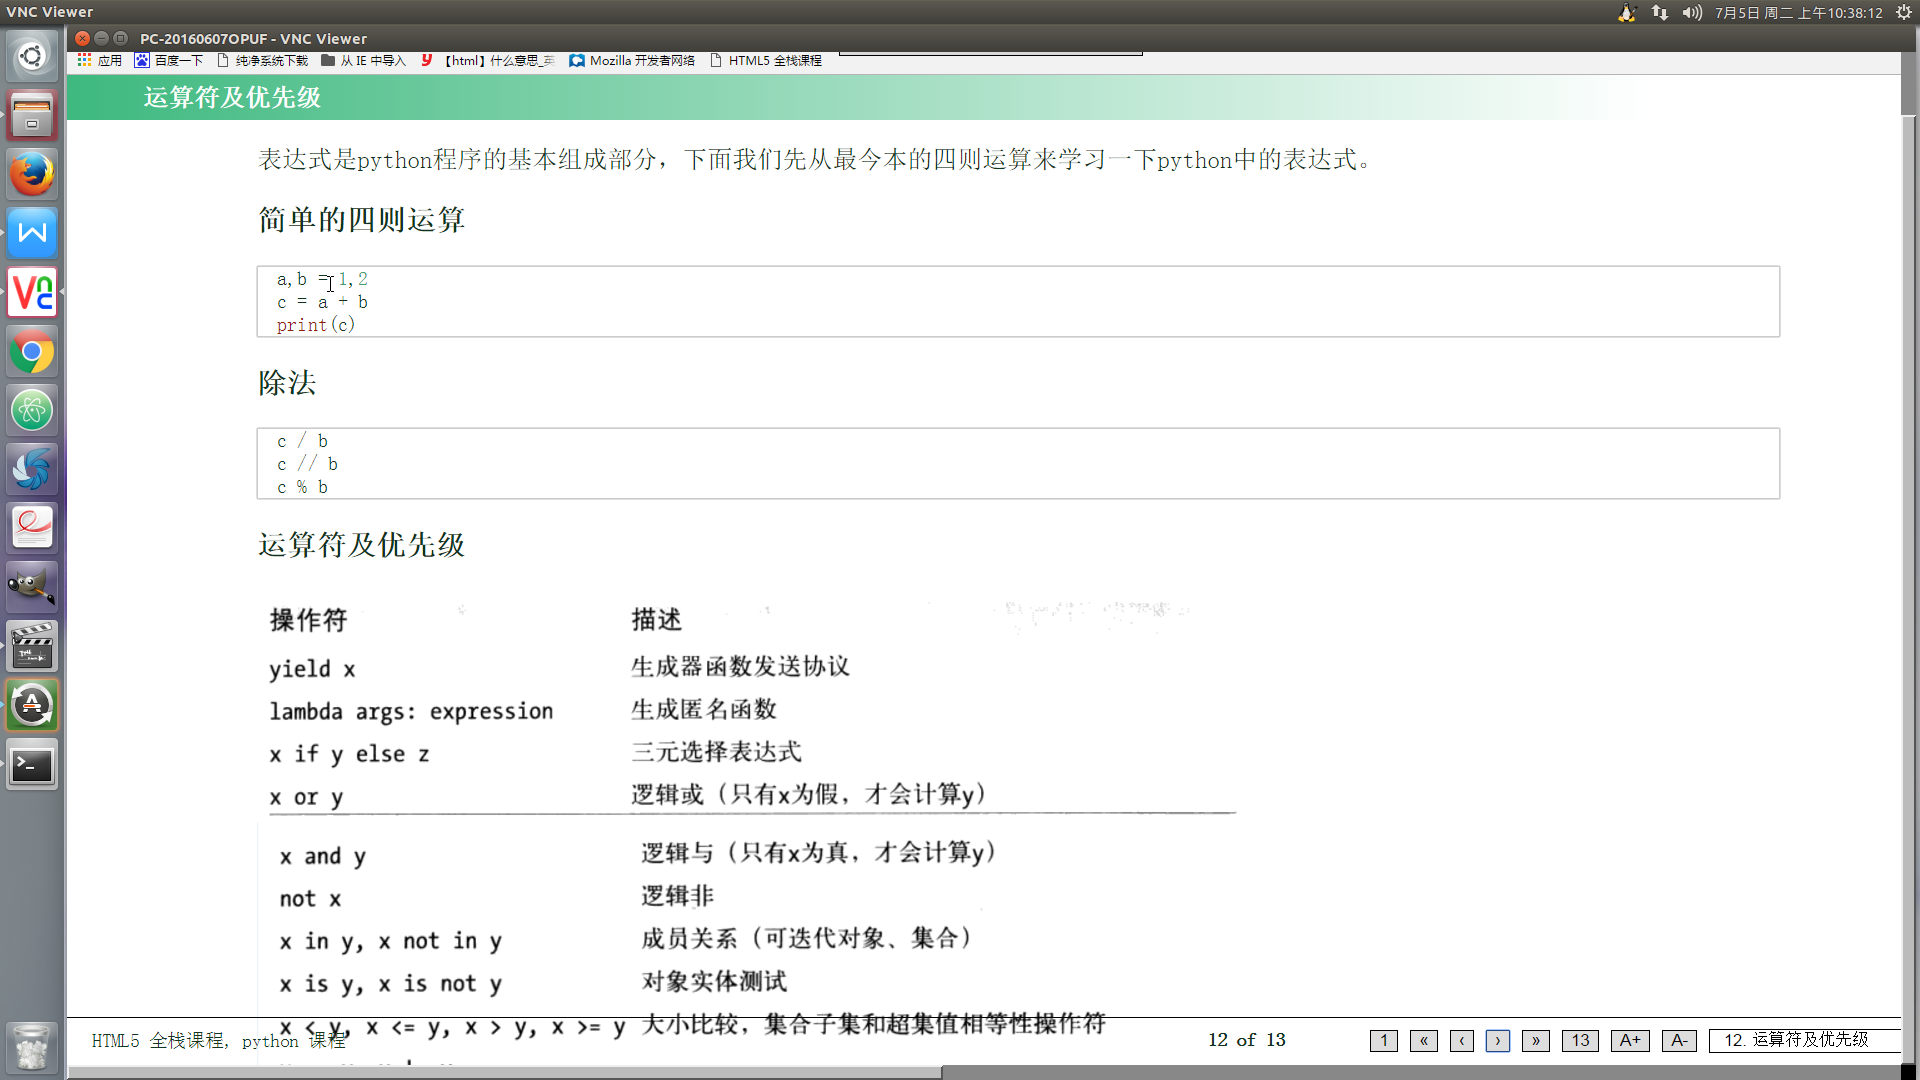 VNC Viewer
7月5日 周二 上午10:38:12
PC-20160607OPUF - VNC Viewer
应用 百度一下 纯净系统下载 从 IE 中导入 【html】什么意思_英 Mozilla 开发者网络 HTML5 全栈课程
运算符及优先级
表达式是python程序的基本组成部分，下面我们先从最今本的四则运算来学习一下python中的表达式。
简单的四则运算
a,b = 1,2
c = a + b
print(c)
除法
c / b
c // b
c % b
运算符及优先级
操作符 描述
yield x 生成器函数发送协议
lambda args: expression 生成匿名函数
x if y else z 三元选择表达式
x or y 逻辑或（只有x为假，才会计算y）
x and y 逻辑与（只有x为真，才会计算y）
not x 逻辑非
x in y, x not in y 成员关系（可迭代对象、集合）
x is y, x is not y 对象实体测试
x < y, x <= y, x > y, x >= y 大小比较，集合子集和超集值相等性操作符
HTML5 全栈课程, python 课程 12 of 13 1 « ‹ › » 13 A+ A- 12. 运算符及优先级